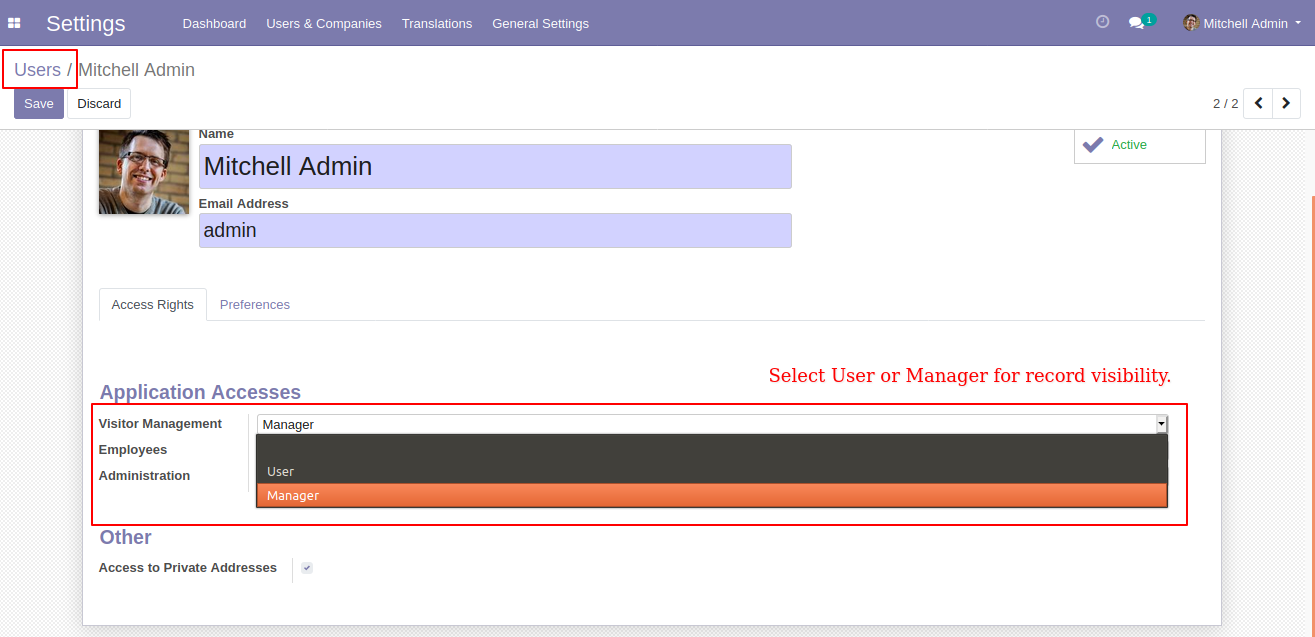 Settings Dashboard Users & Companies Translations General Settings 1 Mitchell Admin
Users / Mitchell Admin
Save Discard 2 / 2
Name
Mitchell Admin
Active
Email Address
admin
Access Rights Preferences
Select User or Manager for record visibility.
Application Accesses
Visitor Management Manager
Employees
User
Administration
Manager
Other
Access to Private Addresses